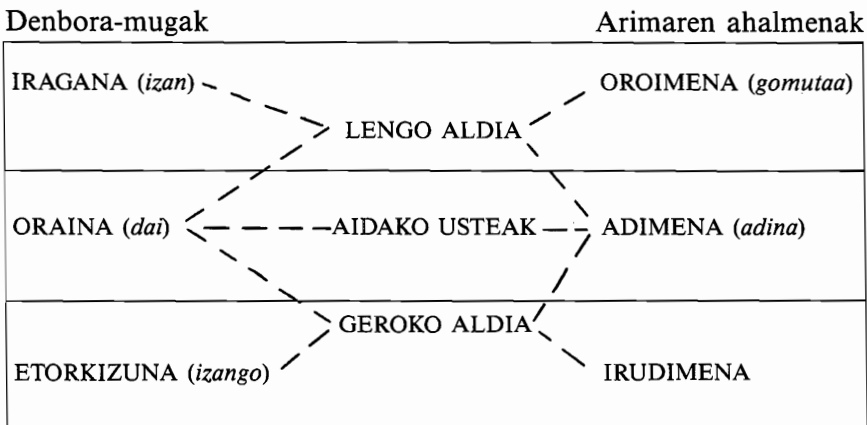 Denbora-mugak Arimaren ahalmenak
IRAGANA (izan) OROIMENA (gomutaa)
LENGO ALDIA
ORAINA (dai) AIDAKO USTEAK ADIMENA (adina)
GEROKO ALDIA
ETORKIZUNA (izango) IRUDIMENA